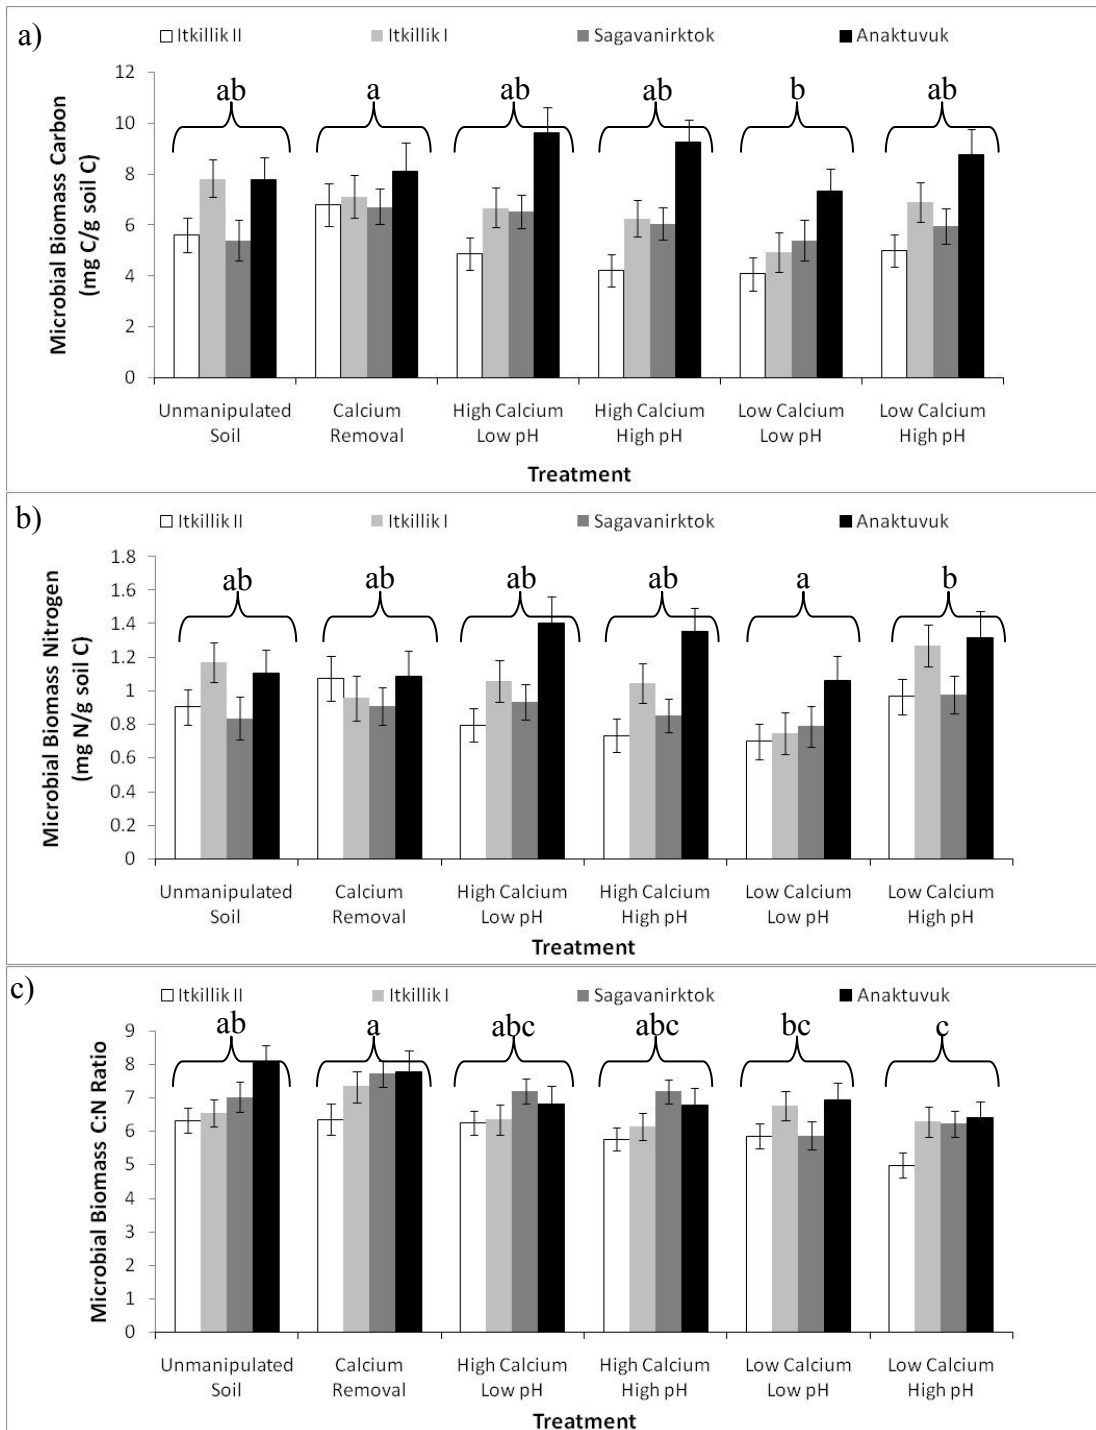 a)
Itkillik II Itkillik I Sagavanirktok Anaktuvuk
Microbial Biomass Carbon
(mg C/g soil C)
12
10
8
6
4
2
0
ab a ab ab b ab
Unmanipulated Soil
Calcium Removal
High Calcium Low pH
High Calcium High pH
Low Calcium Low pH
Low Calcium High pH
Treatment
b)
Itkillik II Itkillik I Sagavanirktok Anaktuvuk
Microbial Biomass Nitrogen
(mg N/g soil C)
1.8
1.6
1.4
1.2
1
0.8
0.6
0.4
0.2
0
ab ab ab ab a b
Unmanipulated Soil
Calcium Removal
High Calcium Low pH
High Calcium High pH
Low Calcium Low pH
Low Calcium High pH
Treatment
c)
Itkillik II Itkillik I Sagavanirktok Anaktuvuk
Microbial Biomass C:N Ratio
9
8
7
6
5
4
3
2
1
0
ab a abc abc bc c
Unmanipulated Soil
Calcium Removal
High Calcium Low pH
High Calcium High pH
Low Calcium Low pH
Low Calcium High pH
Treatment